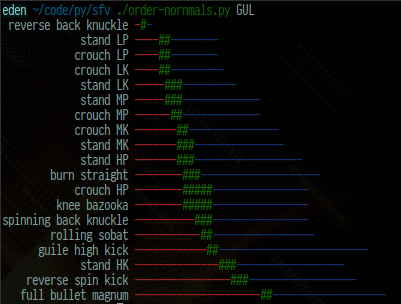 eden ~/code/py/sfv ./order-nornmals.py GUL
reverse back knuckle -#-
stand LP ----##--------
crouch LP ----##-------
crouch LK ----##-------
stand LK -----###---------
stand MP -----###-------------
crouch MP ------##-------------
crouch MK -------##---------------
stand MK -------###---------------
stand HP -------###------------------
burn straight --------###--------------------
crouch HP --------#####----------------
knee bazooka --------#####----------------
spinning back knuckle ----------###----------------
rolling sobat -----------##-----------------
guile high kick ------------##-------------------------
stand HK --------------###--------------------
reverse spin kick ----------------###------------------
full bullet magnum ---------------------##-------------------